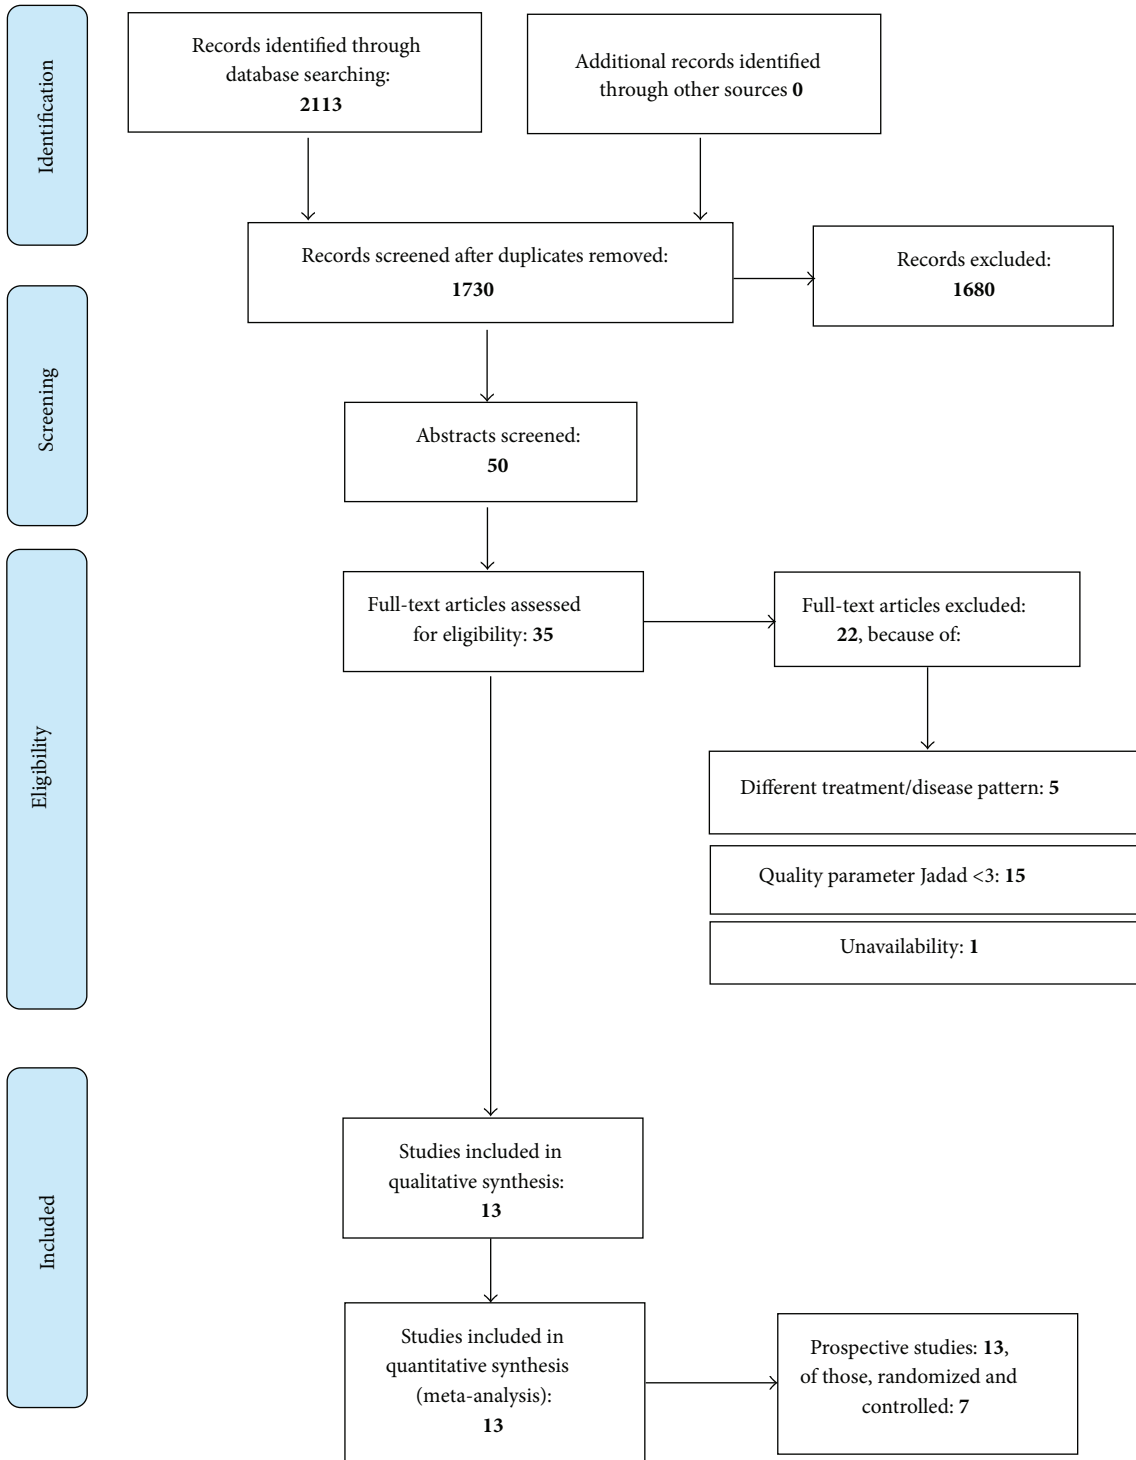 Identification
Records identified through
database searching:
2113
Additional records identified
through other sources 0
Records screened after duplicates removed:
1730
Records excluded:
1680
Screening
Abstracts screened:
50
Eligibility
Full-text articles assessed
for eligibility: 35
Full-text articles excluded:
22, because of:
Different treatment/disease pattern: 5
Quality parameter Jadad <3: 15
Unavailability: 1
Included
Studies included in
qualitative synthesis:
13
Studies included in
quantitative synthesis
(meta-analysis):
13
Prospective studies: 13,
of those, randomized and
controlled: 7